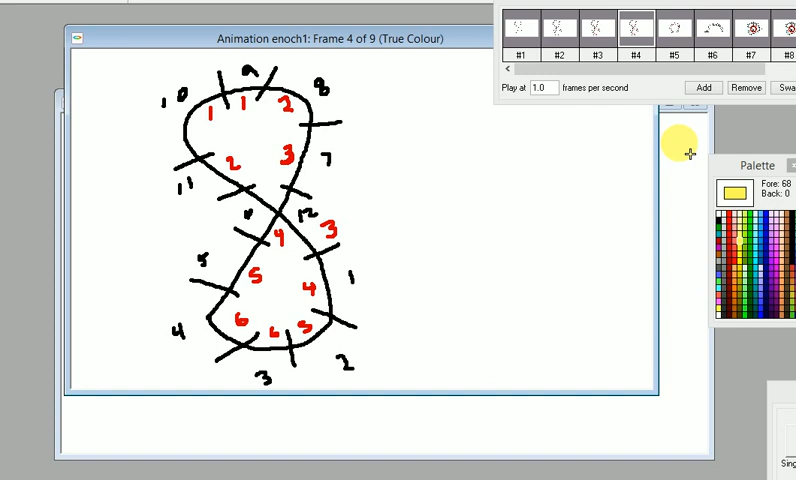 Animation enoch1: Frame 4 of 9 (True Colour)
#1 #2 #3 #4 #5 #6 #7 #8
Play at 1.0 frames per second Add Remove Swa
Palette
Fore: 68
Back: 0
10 9 8
1 1 2
2 3 7
11
12
4 3
5 5 4 1
4 6 6 5
3 2
Sing